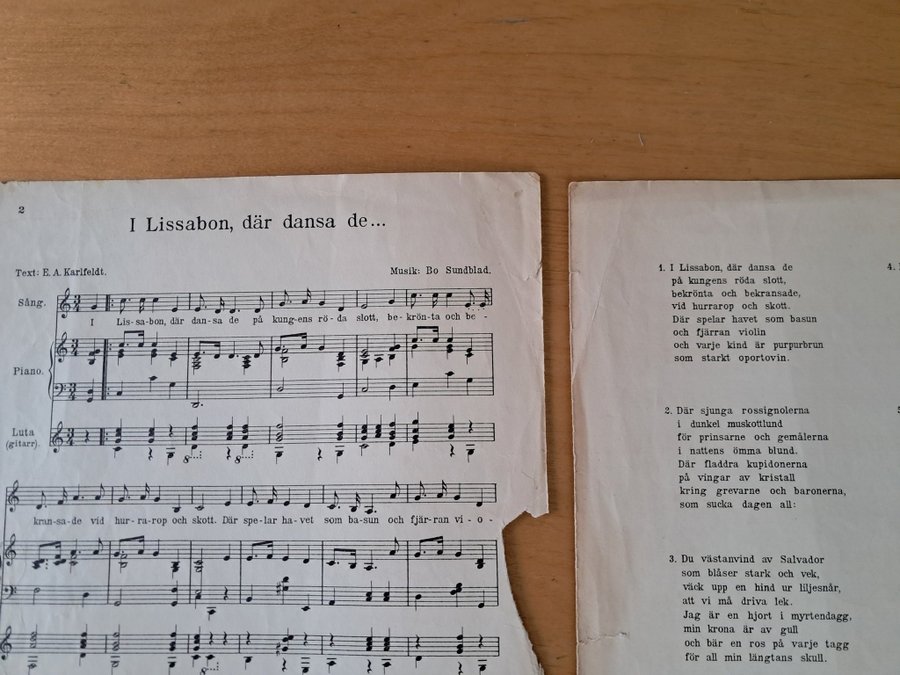 2
I Lissabon, där dansa de...
Text: E. A. Karlfeldt.
Musik: Bo Sundblad.
Sång.
I Lis-sa-bon, där dan-sa de på kung-ens rö-da slott, be-krön-ta och be-
Piano.
Luta
(gitarr).
8
8
kran-sa-de vid hur-ra-rop och skott. Där spe-lar ha-vet som ba-sun och fjär-ran vi-o-
8
1. I Lissabon, där dansa de
på kungens röda slott,
bekrönta och bekransade,
vid hurrarop och skott.
Där spelar havet som basun
och fjärran violin
och varje kind är purpurbrun
som starkt oportovin.
2. Där sjunga rossignolerna
i dunkel muskottlund
för prinsarne och gemålerna
i nattens ömma blund.
Där fladdra kupidonerna
på vingar av kristall
kring grevarne och baronerna,
som sucka dagen all:
3. Du västanvind av Salvador
som blåser stark och vek,
väck upp en hind ur liljesnår,
att vi må driva lek.
Jag är en hjort i myrtendagg,
min krona är av gull
och bär en ros på varje tagg
för all min längtans skull.
4.